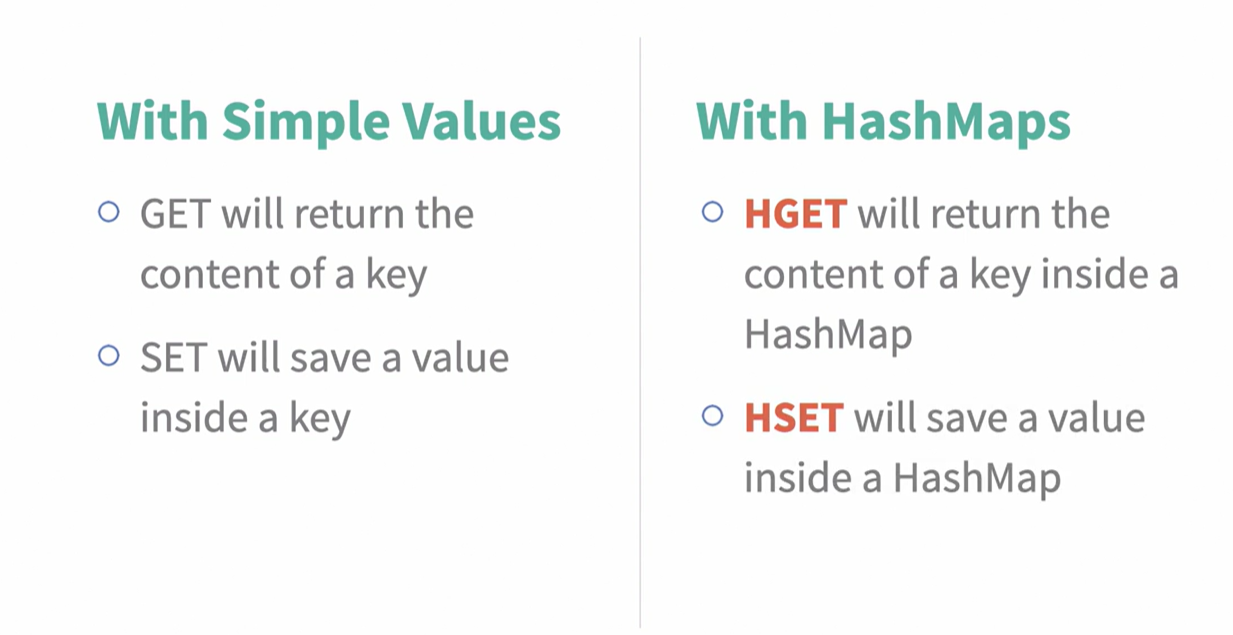 With Simple Values
GET will return the
content of a key
SET will save a value
inside a key
With HashMaps
HGET will return the
content of a key inside a
HashMap
HSET will save a value
inside a HashMap